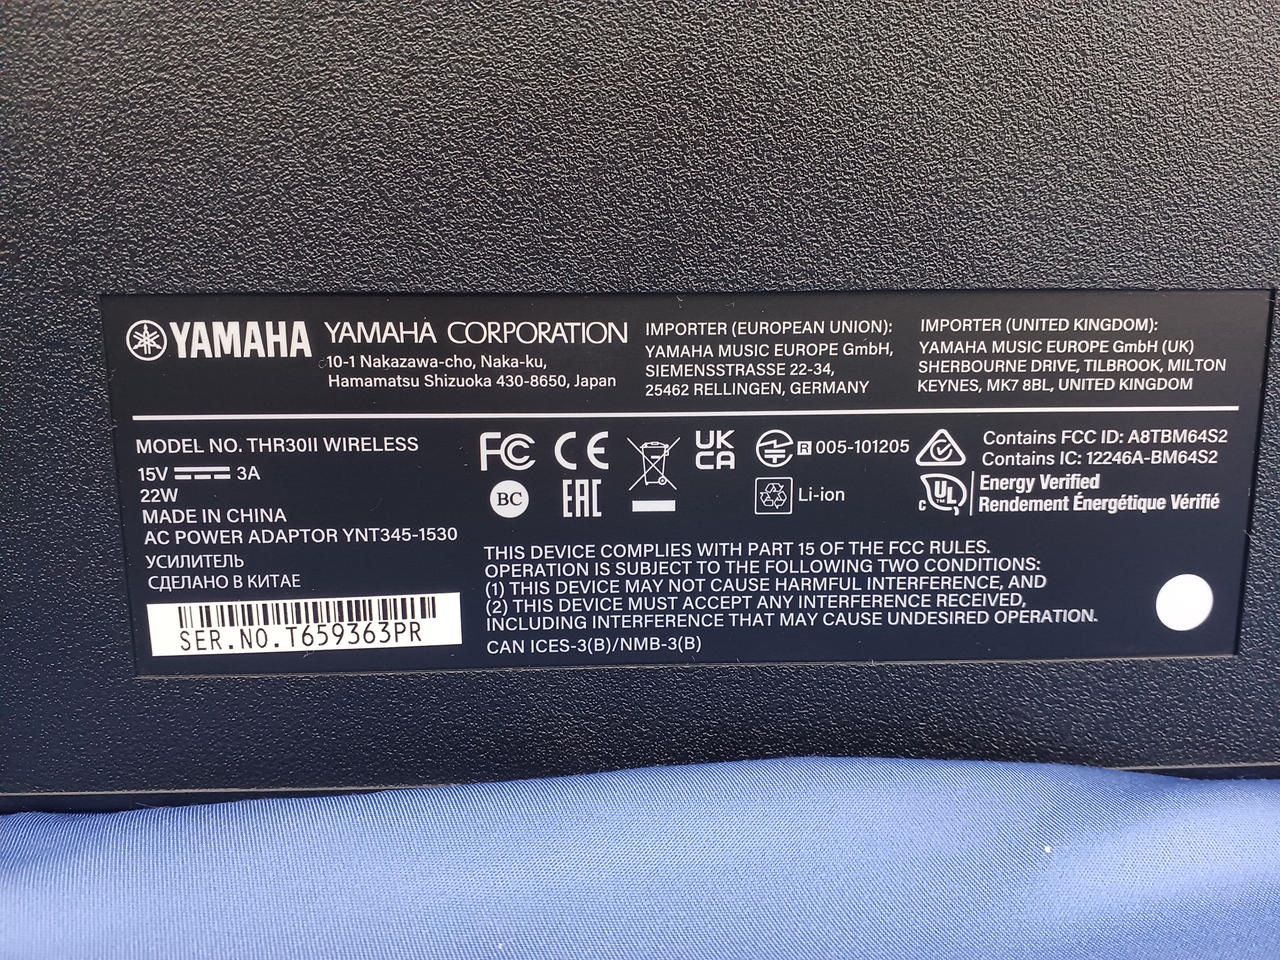 YAMAHA YAMAHA CORPORATION
10-1 Nakazawa-cho, Naka-ku,
Hamamatsu Shizuoka 430-8650, Japan
IMPORTER (EUROPEAN UNION):
YAMAHA MUSIC EUROPE GmbH,
SIEMENSSTRASSE 22-34,
25462 RELLINGEN, GERMANY
IMPORTER (UNITED KINGDOM):
YAMAHA MUSIC EUROPE GmbH (UK)
SHERBOURNE DRIVE, TILBROOK, MILTON
KEYNES, MK7 8BL, UNITED KINGDOM
MODEL NO. THR30II WIRELESS
15V 3A
22W
MADE IN CHINA
AC POWER ADAPTOR YNT345-1530
УСИЛИТЕЛЬ
СДЕЛАНО В КИТАЕ
SER.NO.T659363PR
FC CE UK
CA
R 005-101205
BC EAC
Li-ion
Contains FCC ID: A8TBM64S2
Contains IC: 12246A-BM64S2
c UL™ Energy Verified
Rendement Énergétique Vérifié
THIS DEVICE COMPLIES WITH PART 15 OF THE FCC RULES.
OPERATION IS SUBJECT TO THE FOLLOWING TWO CONDITIONS:
(1) THIS DEVICE MAY NOT CAUSE HARMFUL INTERFERENCE, AND
(2) THIS DEVICE MUST ACCEPT ANY INTERFERENCE RECEIVED,
INCLUDING INTERFERENCE THAT MAY CAUSE UNDESIRED OPERATION.
CAN ICES-3(B)/NMB-3(B)